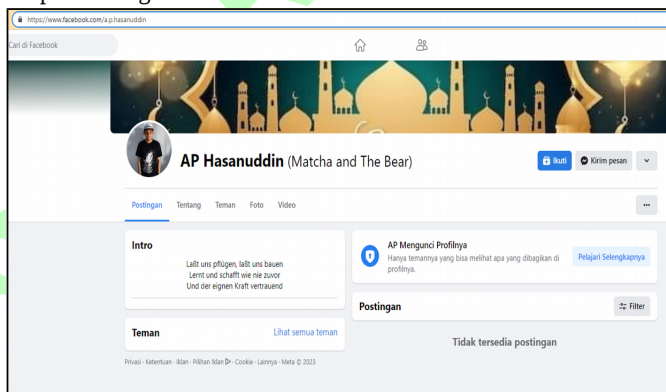 https://www.facebook.com/a.p.hasanuddin
Cari di Facebook
AP Hasanuddin (Matcha and The Bear)
Ikuti
Kirim pesan
Postingan Tentang Teman Foto Video
Intro
Laßt uns pflügen, laßt uns bauen
Lernt und schafft wie nie zuvor
Und der eignen Kraft vertrauend
AP Mengunci Profilnya
Hanya temannya yang bisa melihat apa yang dibagikan di
profilnya.
Pelajari Selengkapnya
Postingan
Filter
Teman
Lihat semua teman
Tidak tersedia postingan
Privasi · Ketentuan · Iklan · Pilihan Iklan · Cookie · Lainnya · Meta © 2023